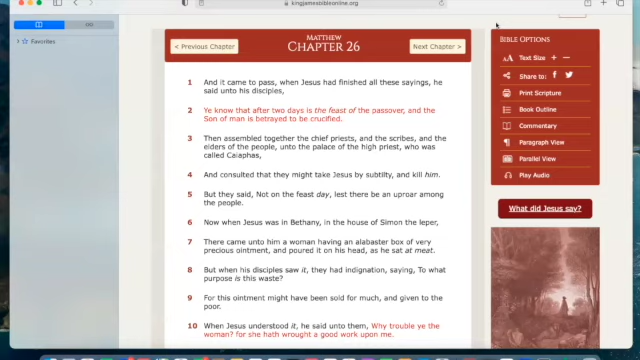 kingjamesbibleonline.org
Favorites
MATTHEW
CHAPTER 26
< Previous Chapter
Next Chapter >
1 And it came to pass, when Jesus had finished all these sayings, he
said unto his disciples,
2 Ye know that after two days is the feast of the passover, and the
Son of man is betrayed to be crucified.
3 Then assembled together the chief priests, and the scribes, and the
elders of the people, unto the palace of the high priest, who was
called Caiaphas,
4 And consulted that they might take Jesus by subtilty, and kill him.
5 But they said, Not on the feast day, lest there be an uproar among
the people.
6 Now when Jesus was in Bethany, in the house of Simon the leper,
7 There came unto him a woman having an alabaster box of very
precious ointment, and poured it on his head, as he sat at meat.
8 But when his disciples saw it, they had indignation, saying, To what
purpose is this waste?
9 For this ointment might have been sold for much, and given to the
poor.
10 When Jesus understood it, he said unto them, Why trouble ye the
woman? for she hath wrought a good work upon me.
BIBLE OPTIONS
AA Text Size + −
Share to:
Print Scripture
Book Outline
Commentary
Paragraph View
Parallel View
Play Audio
What did Jesus say?